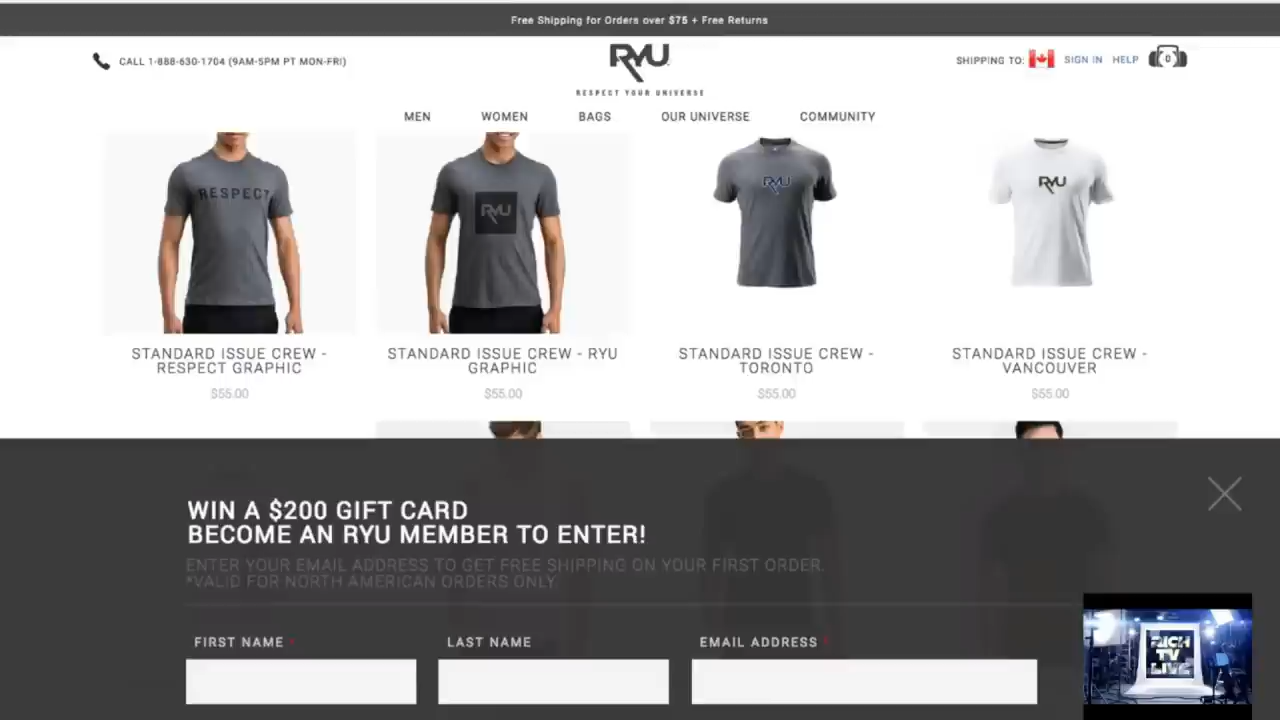 Free Shipping for Orders over $75 + Free Returns
CALL 1-888-630-1704 (9AM-5PM PT MON-FRI)
RYU
RESPECT YOUR UNIVERSE
SHIPPING TO: SIGN IN HELP 0
MEN WOMEN BAGS OUR UNIVERSE COMMUNITY
RESPECT
RYU
RYU
RYU
STANDARD ISSUE CREW -
RESPECT GRAPHIC
$55.00
STANDARD ISSUE CREW - RYU
GRAPHIC
$55.00
STANDARD ISSUE CREW -
TORONTO
$55.00
STANDARD ISSUE CREW -
VANCOUVER
$55.00
WIN A $200 GIFT CARD
BECOME AN RYU MEMBER TO ENTER!
ENTER YOUR EMAIL ADDRESS TO GET FREE SHIPPING ON YOUR FIRST ORDER.
*VALID FOR NORTH AMERICAN ORDERS ONLY
FIRST NAME * LAST NAME EMAIL ADDRESS *
RICH
TV
LIVE